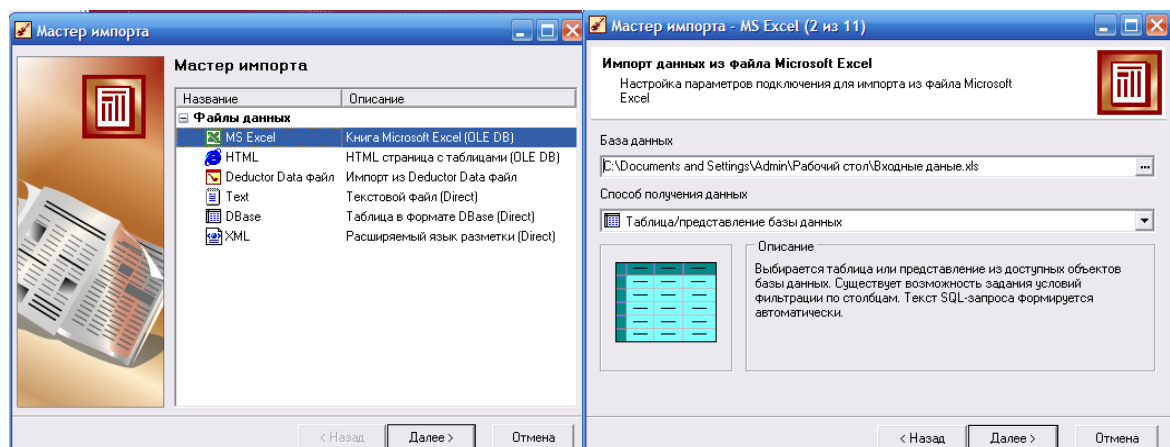 Мастер импорта
Мастер импорта
Название Описание
Файлы данных
MS Excel Книга Microsoft Excel (OLE DB)
HTML HTML страница с таблицами (OLE DB)
Deductor Data файл Импорт из Deductor Data файл
Text Текстовой файл (Direct)
DBase Таблица в формате DBase (Direct)
XML Расширяемый язык разметки (Direct)
< Назад Далее > Отмена
Мастер импорта - MS Excel (2 из 11)
Импорт данных из файла Microsoft Excel
Настройка параметров подключения для импорта из файла Microsoft
Excel
База данных
C:\Documents and Settings\Admin\Рабочий стол\Входные даные.xls ...
Способ получения данных
Таблица/представление базы данных
Описание
Выбирается таблица или представление из доступных объектов
базы данных. Существует возможность задания условий
фильтрации по столбцам. Текст SQL-запроса формируется
автоматически.
< Назад Далее > Отмена